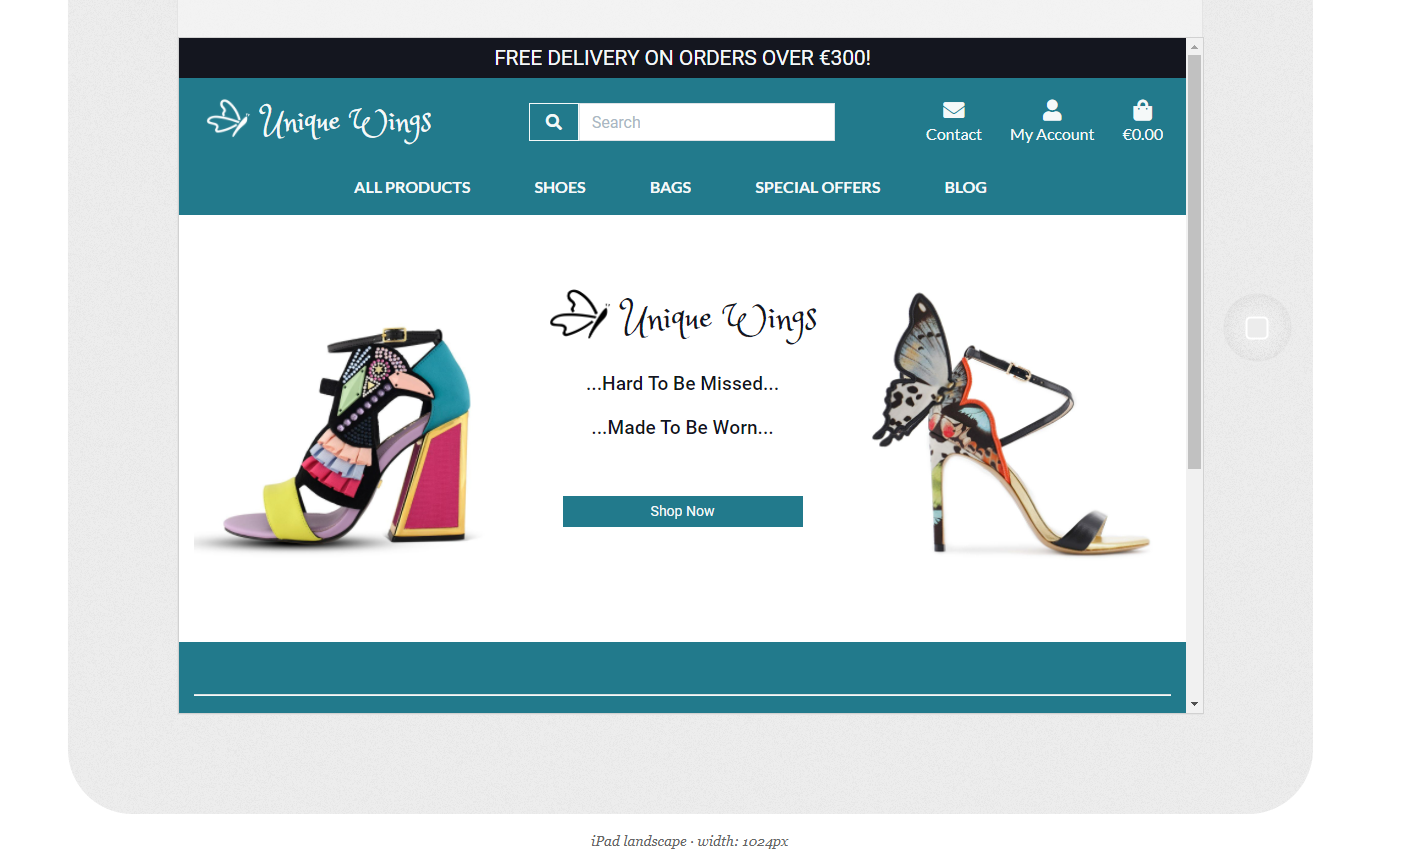 FREE DELIVERY ON ORDERS OVER €300!
Unique Wings
Search
Contact
My Account
€0.00
ALL PRODUCTS
SHOES
BAGS
SPECIAL OFFERS
BLOG
Unique Wings
...Hard To Be Missed...
...Made To Be Worn...
Shop Now
iPad landscape · width: 1024px